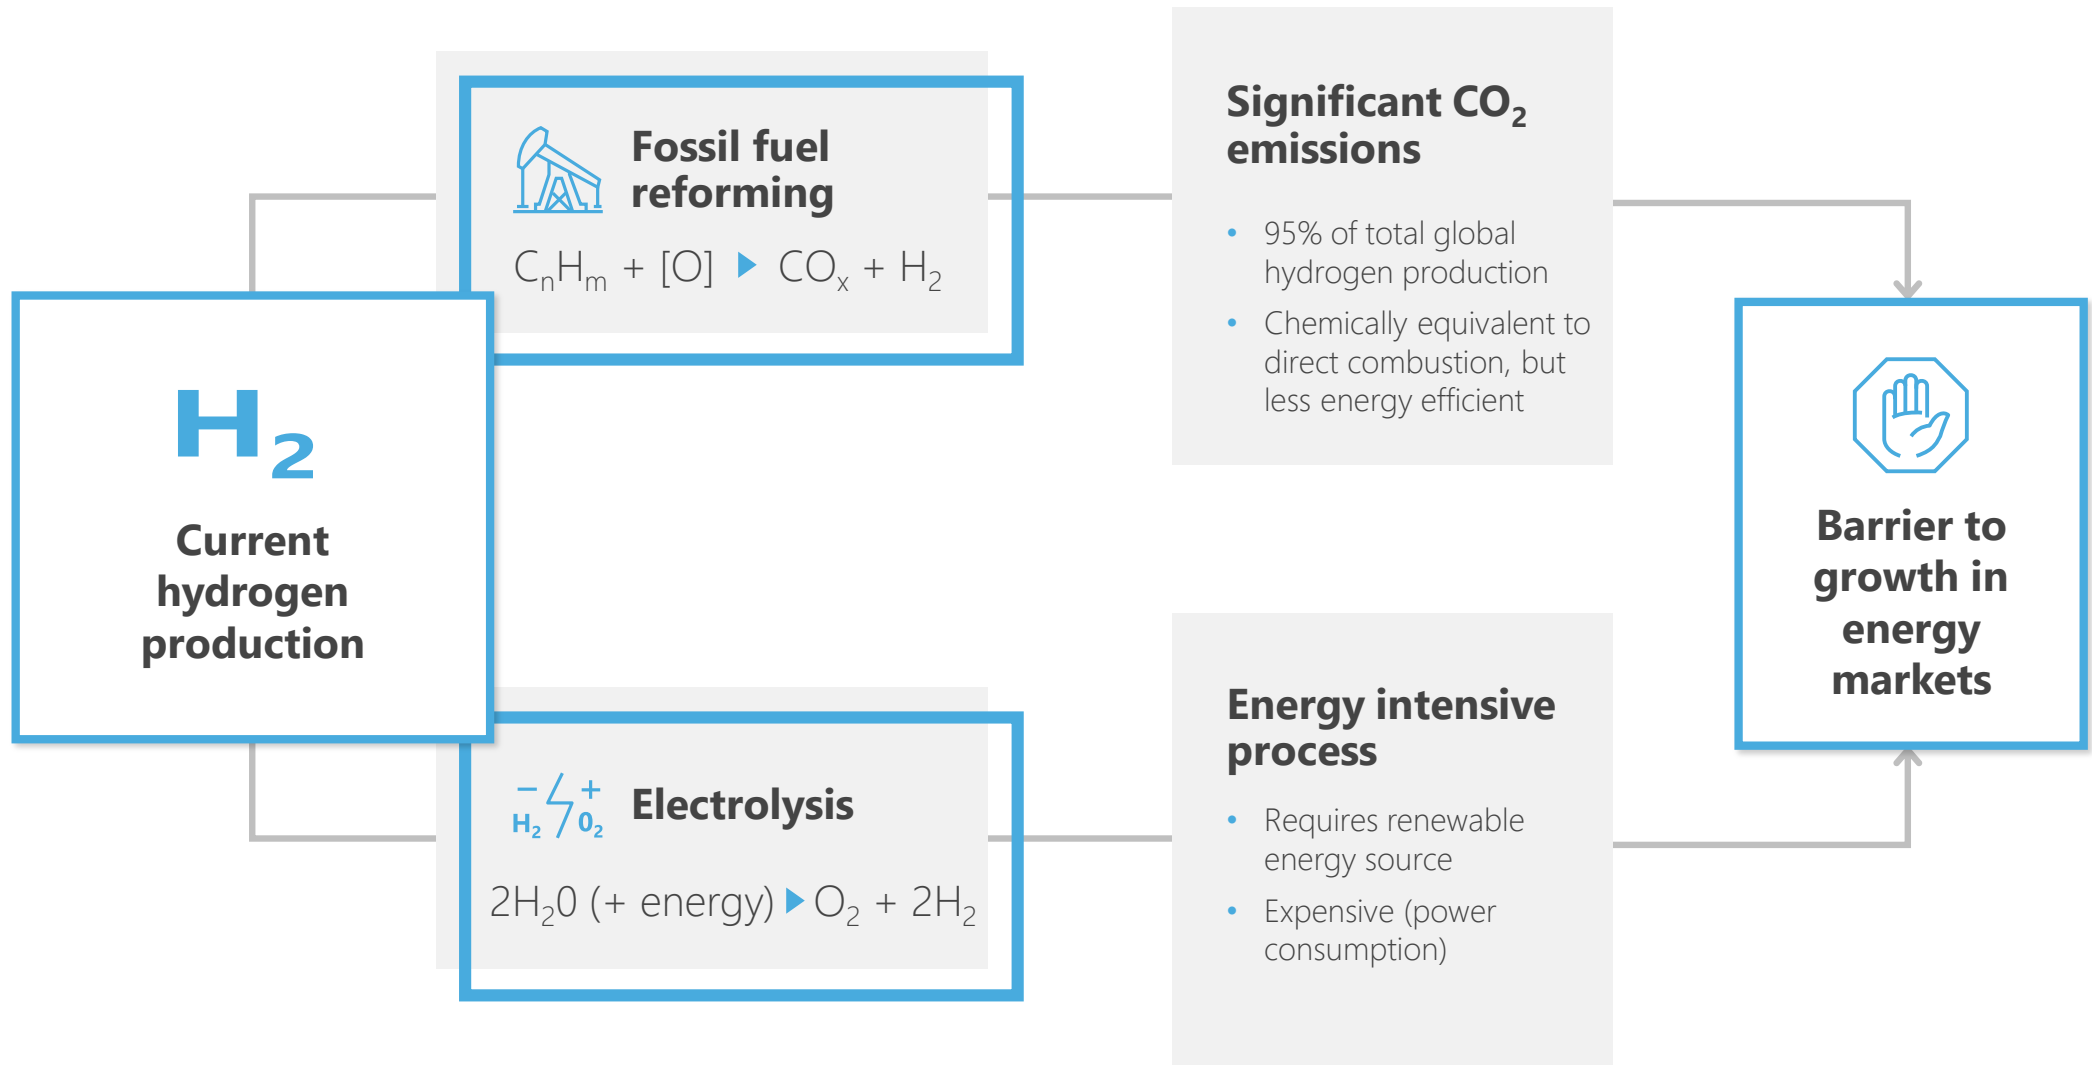 H₂
Current
hydrogen
production
Fossil fuel
reforming
CₙHₘ + [O] ▶ COₓ + H₂
Significant CO₂
emissions
• 95% of total global
hydrogen production
• Chemically equivalent to
direct combustion, but
less energy efficient
− +
H₂ 0₂
Electrolysis
2H₂0 (+ energy) ▶ O₂ + 2H₂
Energy intensive
process
• Requires renewable
energy source
• Expensive (power
consumption)
Barrier to
growth in
energy
markets